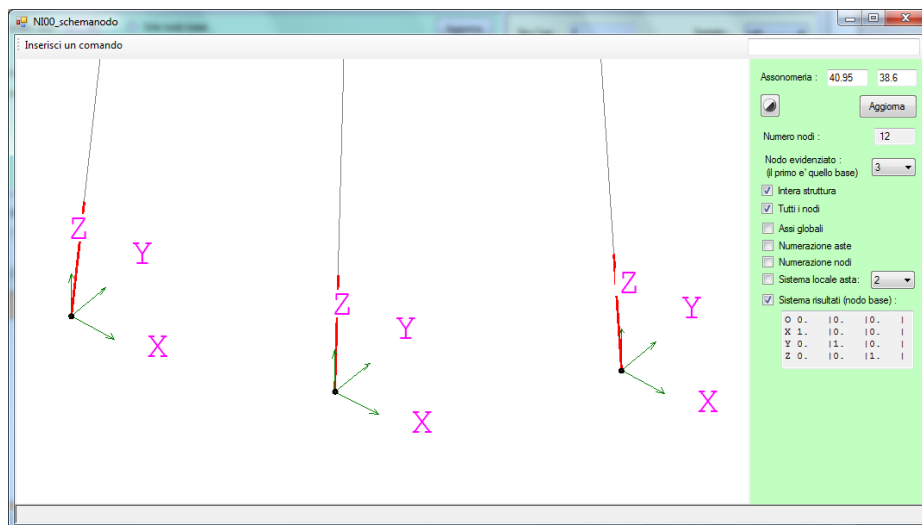 NI00_schemanodo
Inserisci un comando
Assonometria : 40.95 38.6
Aggiorna
Numero nodi : 12
Nodo evidenziato :
(il primo e' quello base) 3
Intera struttura
Tutti i nodi
Assi globali
Numerazione aste
Numerazione nodi
Sistema locale asta: 2
Sistema risultati (nodo base) :
O 0. |0. |0. |
X 1. |0. |0. |
Y 0. |1. |0. |
Z 0. |0. |1. |
Z
Y
X
Z
Y
X
Z
Y
X